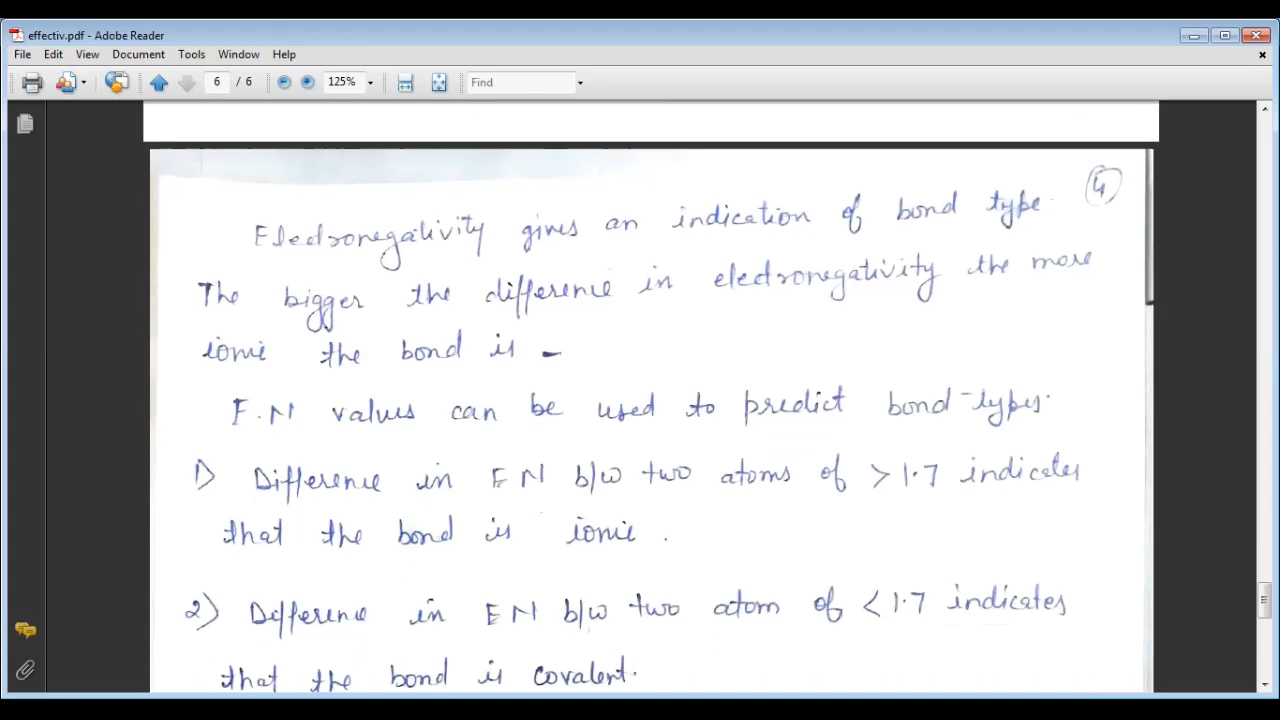 effectiv.pdf - Adobe Reader
File Edit View Document Tools Window Help
6 / 6 125% Find
4
Electronegativity gives an indication of bond type.
The bigger the difference in electronegativity the more
ionic the bond is -
E.N values can be used to predict bond-types.
1) Difference in EN b/w two atoms of > 1.7 indicates
that the bond is ionic.
2) Difference in EN b/w two atom of < 1.7 indicates
that the bond is covalent.